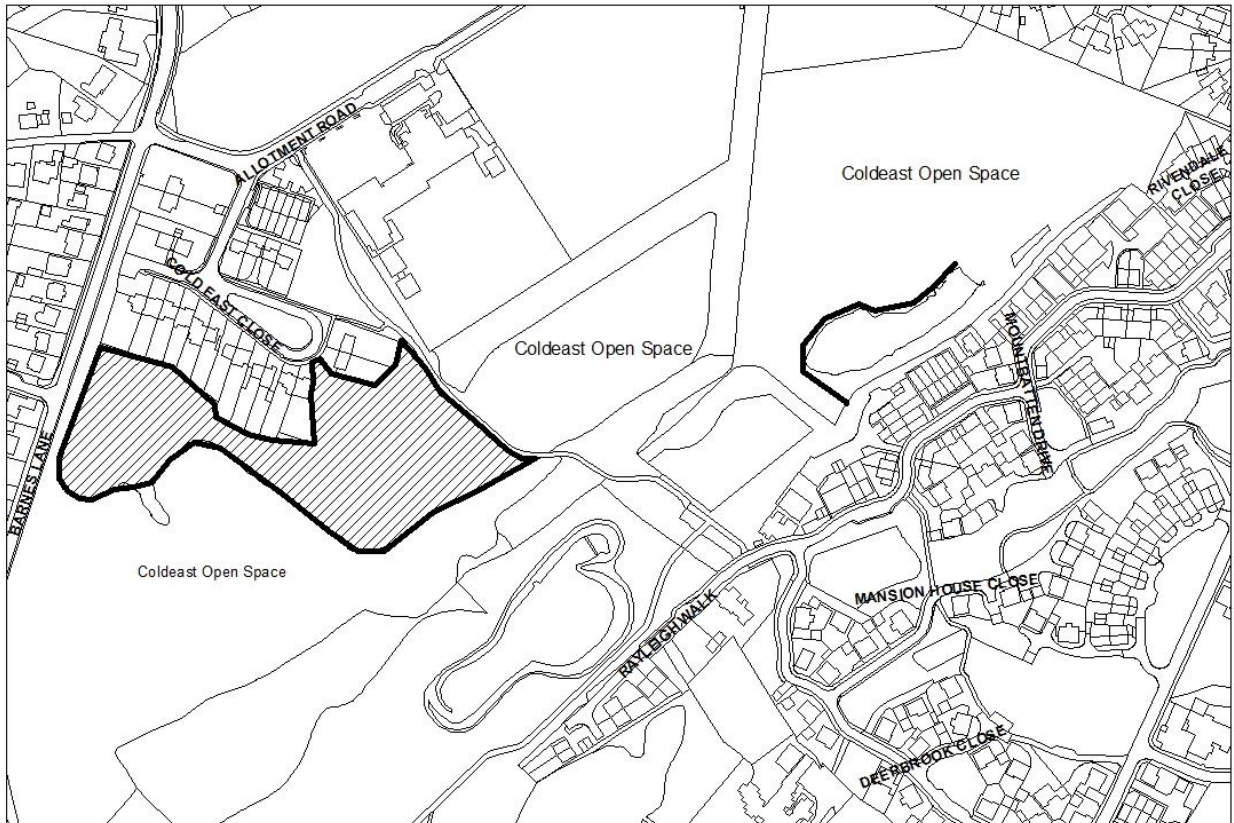 ALLOTMENT ROAD
Coldeast Open Space
RIVENDALE
CLOSE
COLD EAST CLOSE
Coldeast Open Space
MOUNTBATTEN DRIVE
BARNES LANE
Coldeast Open Space
MANSION HOUSE CLOSE
RAYLEIGH WALK
DEERBROOK CLOSE